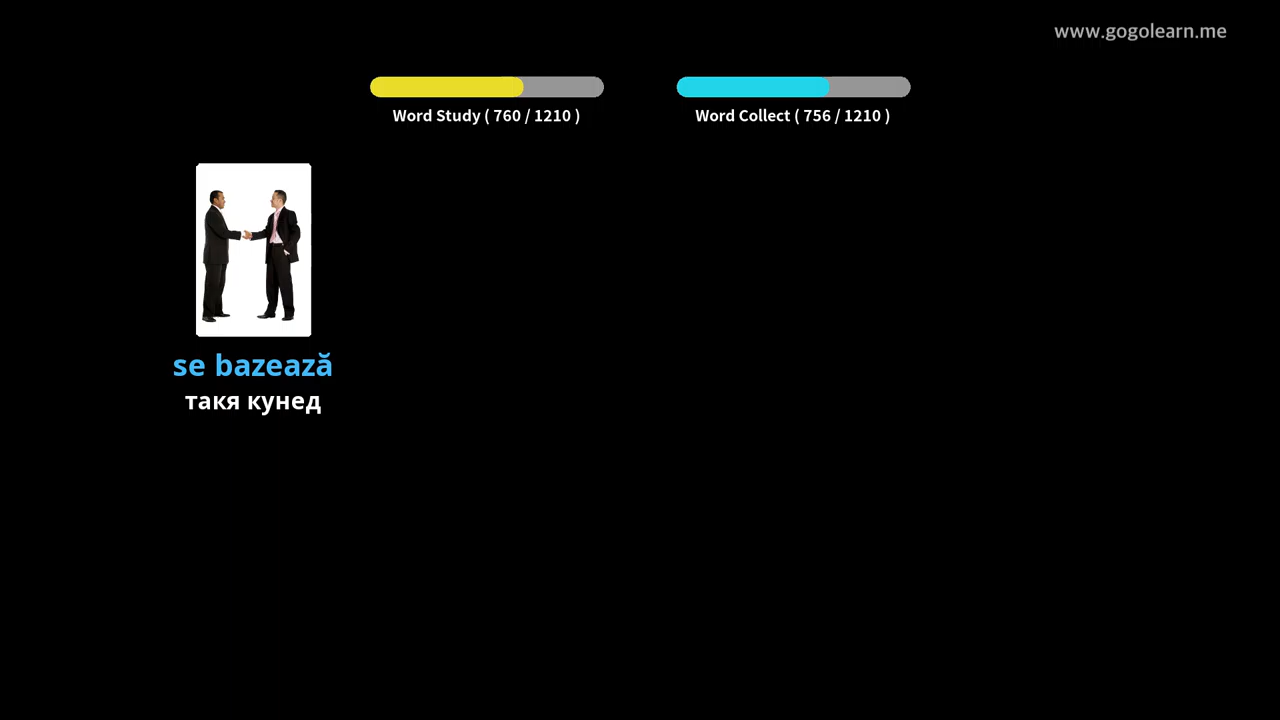 www.gogolearn.me
Word Study ( 760 / 1210 )
Word Collect ( 756 / 1210 )
se bazează
такя кунед